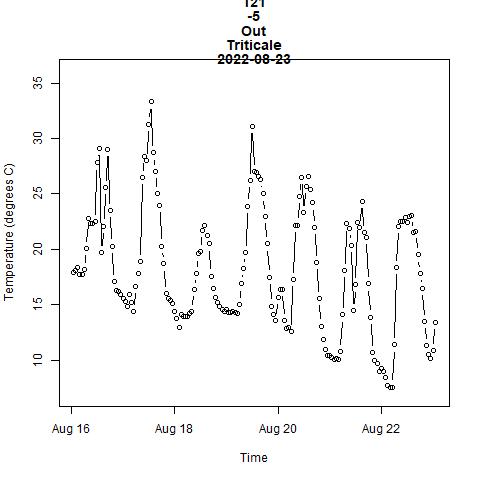 121
-5
Out
Triticale
2022-08-23
Temperature (degrees C)
35
30
25
20
15
10
Aug 16
Aug 18
Aug 20
Aug 22
Time